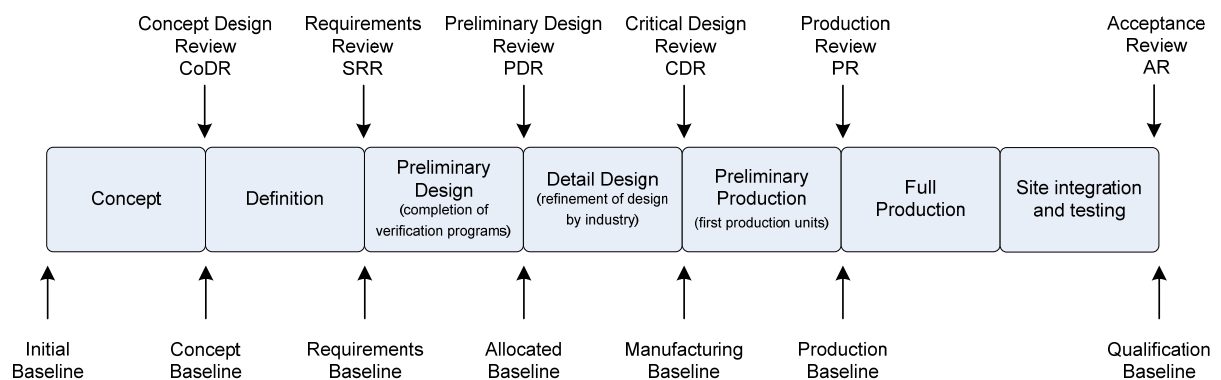 Concept Design
Review
CoDR
Requirements
Review
SRR
Preliminary Design
Review
PDR
Critical Design
Review
CDR
Production
Review
PR
Acceptance
Review
AR
Concept
Definition
Preliminary
Design
(completion of
verification programs)
Detail Design
(refinement of design
by industry)
Preliminary
Production
(first production units)
Full
Production
Site integration
and testing
Initial
Baseline
Concept
Baseline
Requirements
Baseline
Allocated
Baseline
Manufacturing
Baseline
Production
Baseline
Qualification
Baseline